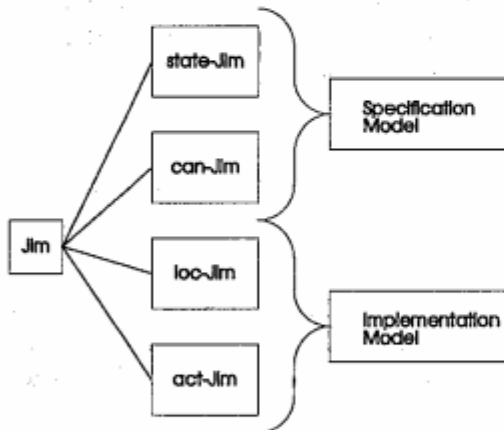 state-Jim
Specification
Model
can-Jim
Jim
loc-Jim
Implementation
Model
act-Jim